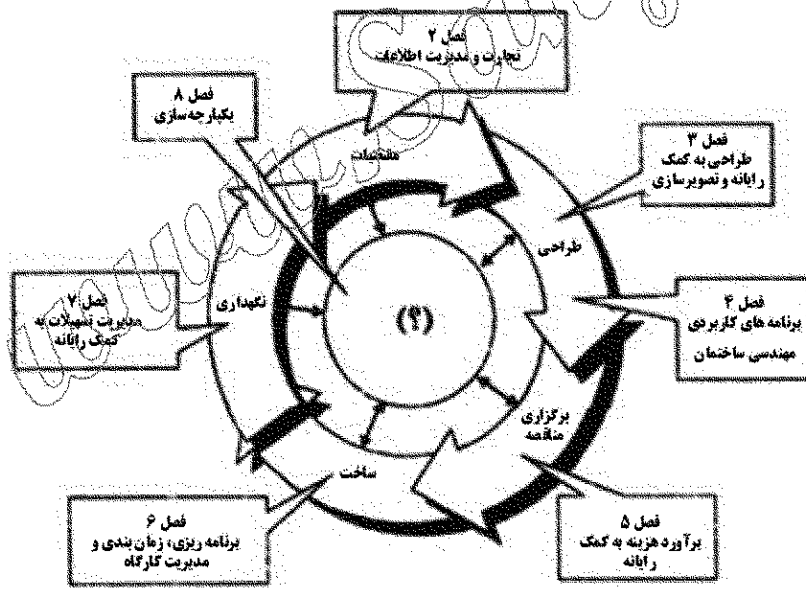 فصل ۲
تجارت و مدیریت اطلاعات
فصل ۸
یکپارچه‌سازی
فصل ۳
طراحی به کمک
رایانه و تصویرسازی
طراحی
فصل ۷
مدیریت تسهیلات به
کمک رایانه
نگهداری
(؟)
فصل ۴
برنامه های کاربردی
مهندسی ساختمان
برگزاری
مناقصه
ساخت
فصل ۶
برنامه ریزی، زمان بندی و
مدیریت کارگاه
فصل ۵
برآورد هزینه به کمک
رایانه